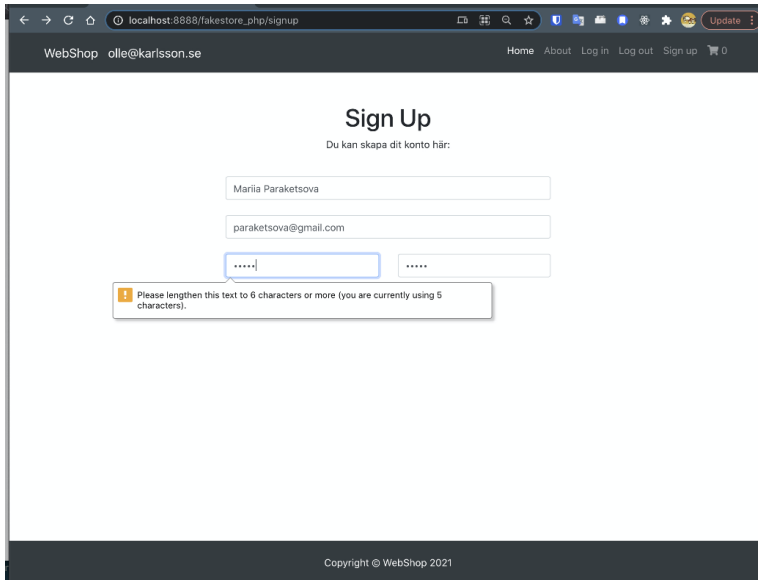 localhost:8888/fakestore_php/signup
Update
WebShop olle@karlsson.se
Home About Log in Log out Sign up 0
Sign Up
Du kan skapa dit konto här:
Mariia Paraketsova
paraketsova@gmail.com
••••• •••••
Please lengthen this text to 6 characters or more (you are currently using 5
characters).
Copyright © WebShop 2021